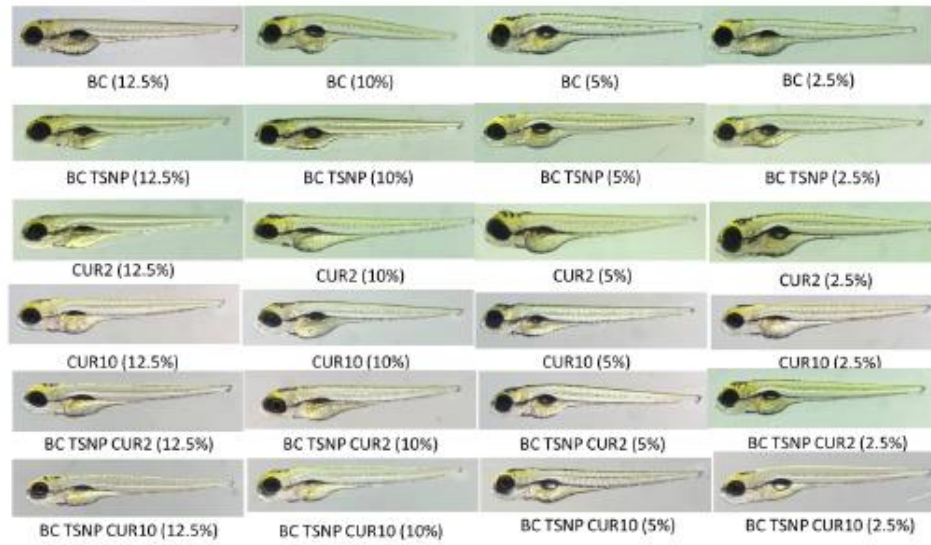 BC (12.5%) BC (10%) BC (5%) BC (2.5%)
BC TSNP (12.5%) BC TSNP (10%) BC TSNP (5%) BC TSNP (2.5%)
CUR2 (12.5%) CUR2 (10%) CUR2 (5%) CUR2 (2.5%)
CUR10 (12.5%) CUR10 (10%) CUR10 (5%) CUR10 (2.5%)
BC TSNP CUR2 (12.5%) BC TSNP CUR2 (10%) BC TSNP CUR2 (5%) BC TSNP CUR2 (2.5%)
BC TSNP CUR10 (12.5%) BC TSNP CUR10 (10%) BC TSNP CUR10 (5%) BC TSNP CUR10 (2.5%)